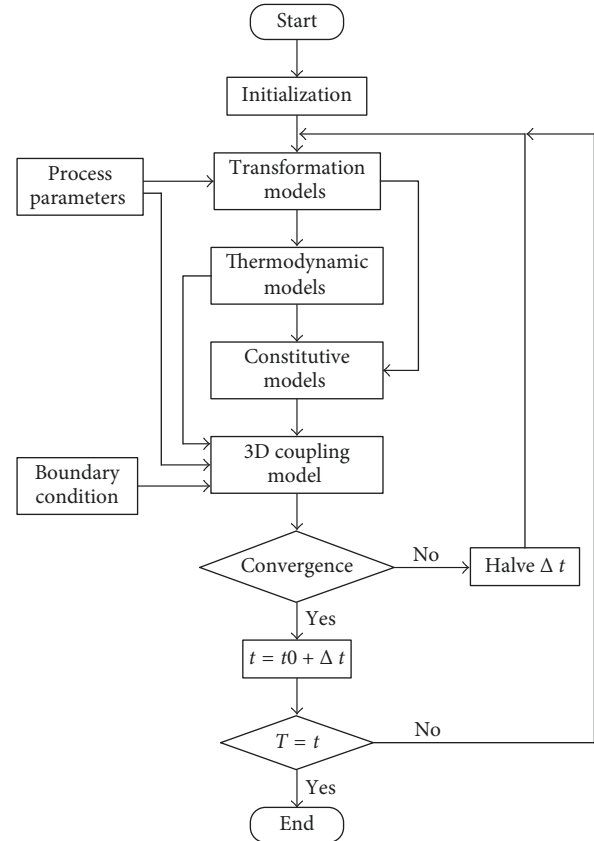 Start
Initialization
Process
parameters
Transformation
models
Thermodynamic
models
Constitutive
models
3D coupling
model
Boundary
condition
Convergence
No
Halve Δ t
Yes
t = t0 + Δ t
T = t
No
Yes
End